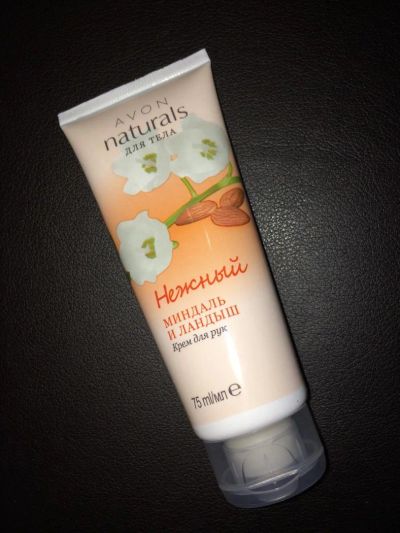 AVON
naturals
ДЛЯ ТЕЛА
Нежный
МИНДАЛЬ
И ЛАНДЫШ
Крем для рук
75 ml/мл ℮